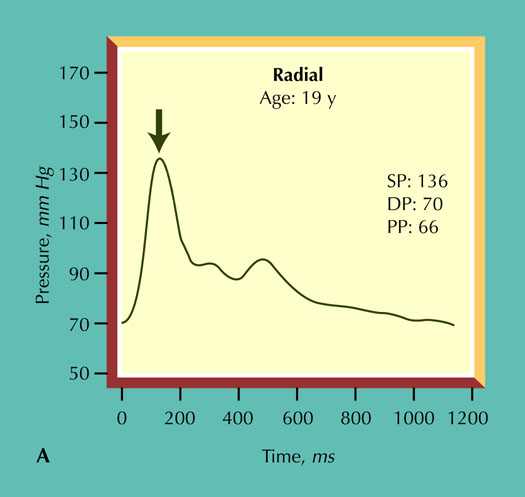 Radial
Age: 19 y
SP: 136
DP: 70
PP: 66
Pressure, mm Hg
170
150
130
110
90
70
50
0 200 400 600 800 1000 1200
Time, ms
A